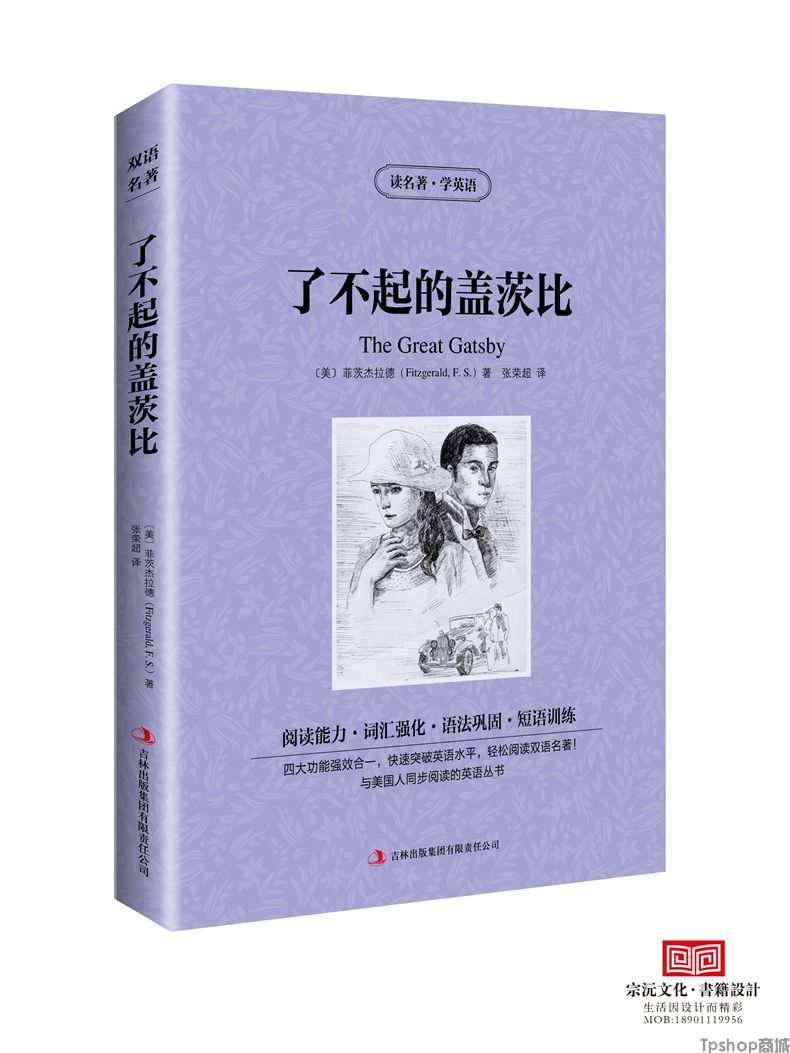 双语
名著
了不起的盖茨比
〔美〕菲茨杰拉德（Fitzgerald, F. S.）著
张荣超 译
吉林出版集团有限责任公司
读名著·学英语
了不起的盖茨比
The Great Gatsby
〔美〕菲茨杰拉德（Fitzgerald, F. S.）著 张荣超 译
阅读能力·词汇强化·语法巩固·短语训练
四大功能强效合一，快速突破英语水平，轻松阅读双语名著！
与美国人同步阅读的英语丛书
吉林出版集团有限责任公司
宗沅文化·書籍設計
生活因设计而精彩
MOB:18901119956
Tpshop商城